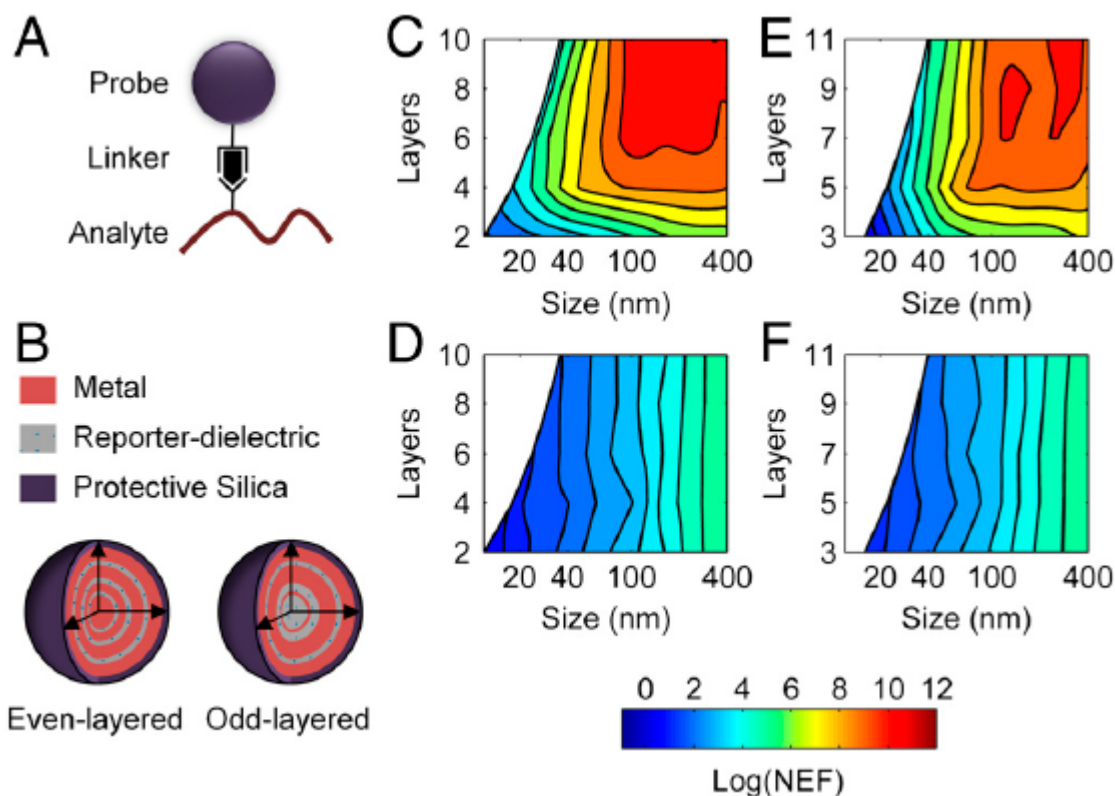 A
Probe
Linker
Analyte
B
Metal
Reporter-dielectric
Protective Silica
Even-layered Odd-layered
C
10
8
6
4
2
Layers
20 40 100 400
Size (nm)
E
11
9
7
5
3
Layers
20 40 100 400
Size (nm)
D
10
8
6
4
2
Layers
20 40 100 400
Size (nm)
F
11
9
7
5
3
Layers
20 40 100 400
Size (nm)
0 2 4 6 8 10 12
Log(NEF)